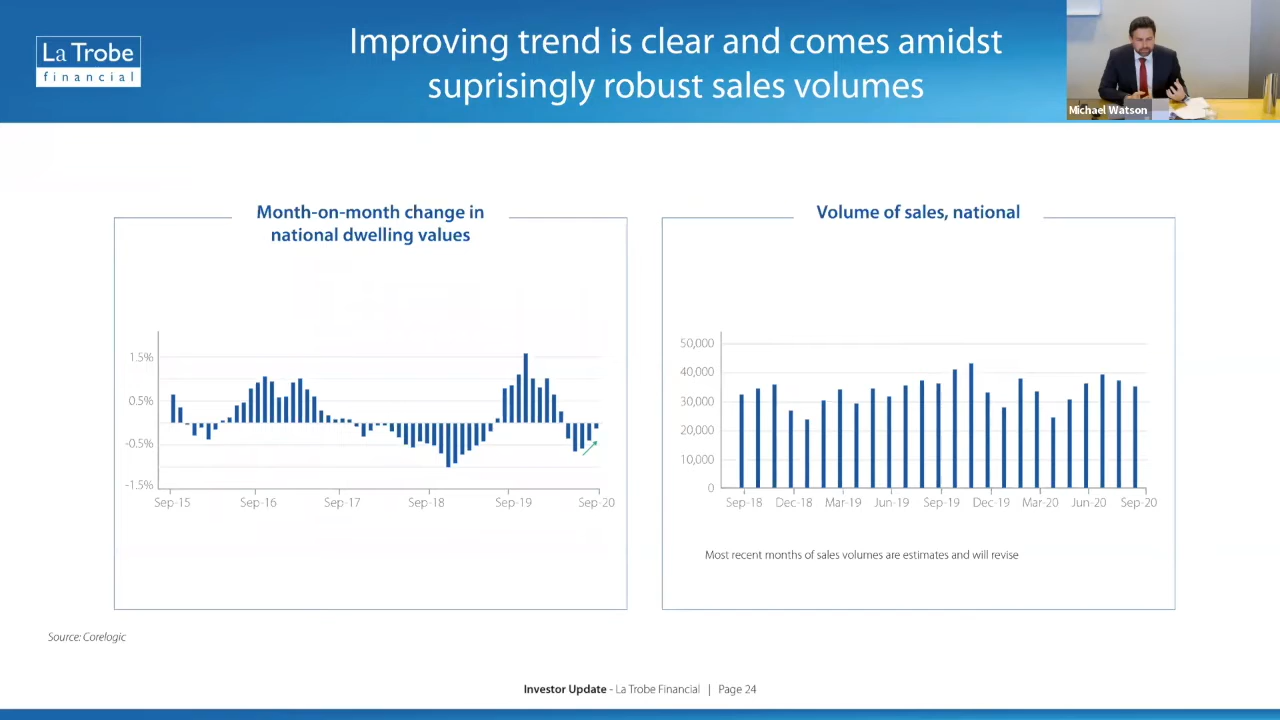 La Trobe
financial
Improving trend is clear and comes amidst
suprisingly robust sales volumes
Michael Watson
Month-on-month change in
national dwelling values
1.5%
0.5%
-0.5%
-1.5%
Sep-15 Sep-16 Sep-17 Sep-18 Sep-19 Sep-20
Volume of sales, national
50,000
40,000
30,000
20,000
10,000
0
Sep-18 Dec-18 Mar-19 Jun-19 Sep-19 Dec-19 Mar-20 Jun-20 Sep-20
Most recent months of sales volumes are estimates and will revise
Source: Corelogic
Investor Update - La Trobe Financial | Page 24